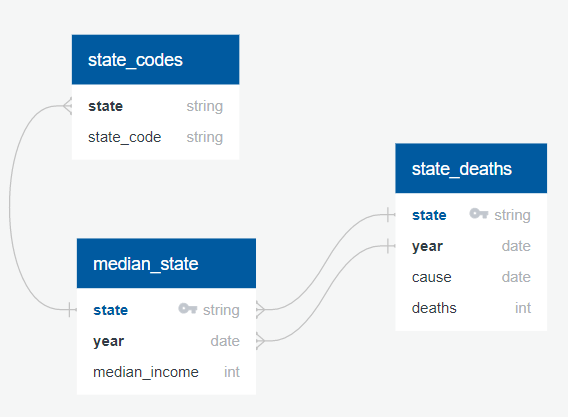 state_codes
state string
state_code string
state_deaths
state string
year date
cause date
deaths int
median_state
state string
year date
median_income int